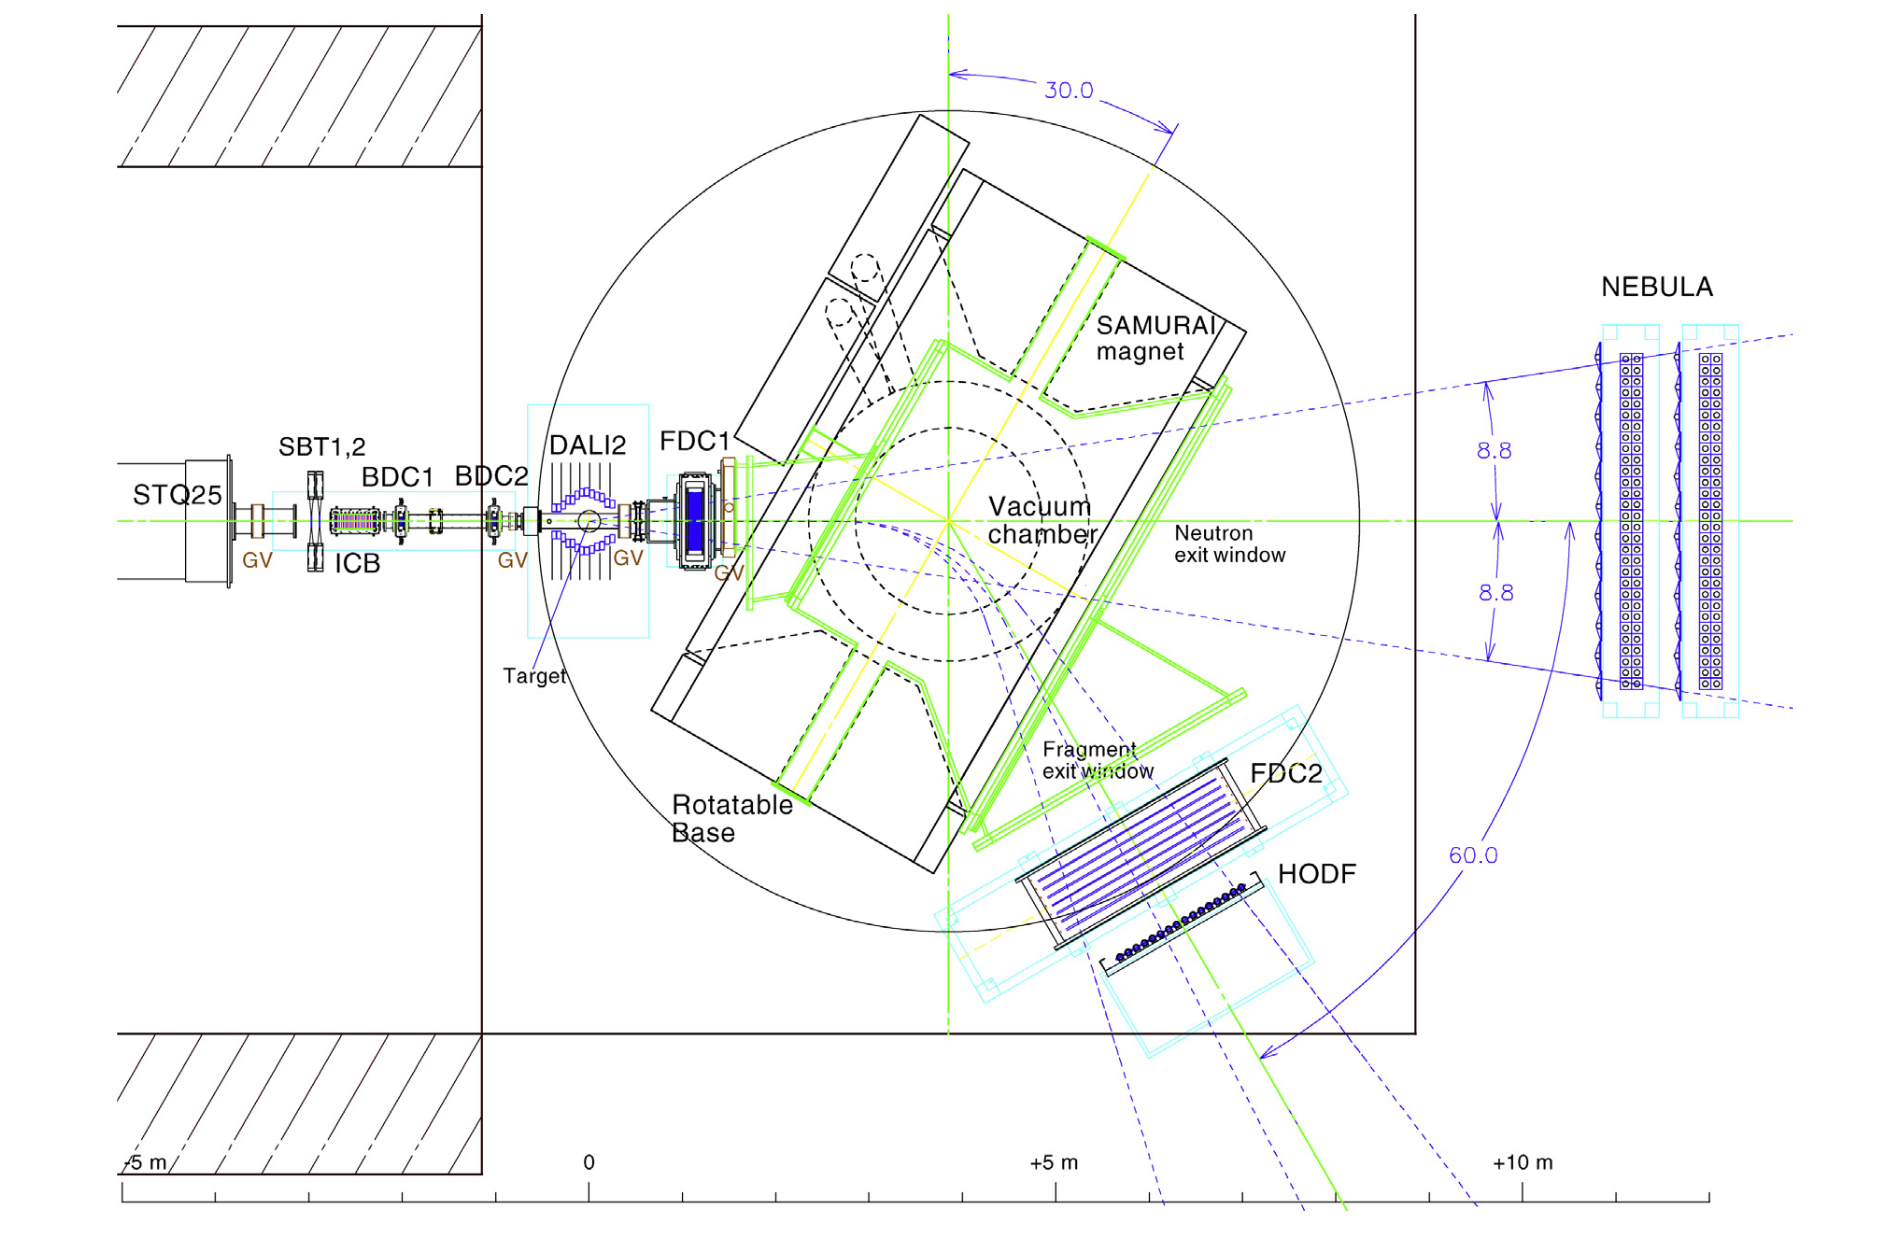 30.0
NEBULA
SAMURAI
magnet
SBT1,2
BDC1
BDC2
DALI2
FDC1
STQ25
8.8
Vacuum
chamber
Neutron
exit window
GV
ICB
GV
GV
GV
8.8
Target
Fragment
exit window
FDC2
Rotatable
Base
HODF
60.0
-5 m
0
+5 m
+10 m